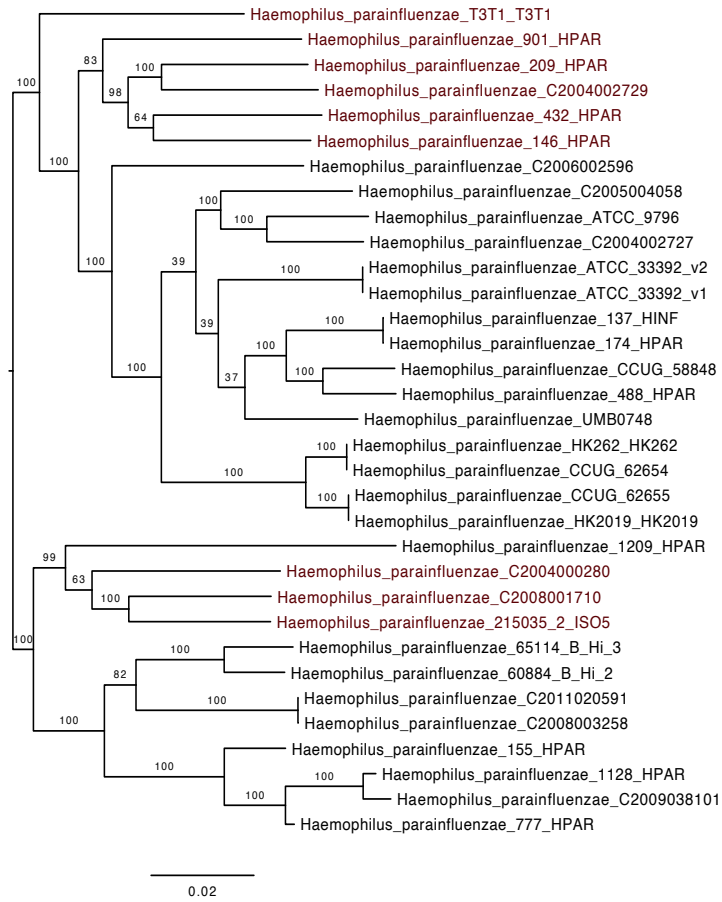 Haemophilus_parainfluenzae_T3T1_T3T1
83
Haemophilus_parainfluenzae_901_HPAR
100
100
Haemophilus_parainfluenzae_209_HPAR
98
Haemophilus_parainfluenzae_C2004002729
64
Haemophilus_parainfluenzae_432_HPAR
Haemophilus_parainfluenzae_146_HPAR
100
Haemophilus_parainfluenzae_C2006002596
Haemophilus_parainfluenzae_C2005004058
100
Haemophilus_parainfluenzae_ATCC_9796
100
Haemophilus_parainfluenzae_C2004002727
100
39
100
Haemophilus_parainfluenzae_ATCC_33392_v2
Haemophilus_parainfluenzae_ATCC_33392_v1
39
100
Haemophilus_parainfluenzae_137_HINF
100
Haemophilus_parainfluenzae_174_HPAR
100
37
100
Haemophilus_parainfluenzae_CCUG_58848
Haemophilus_parainfluenzae_488_HPAR
Haemophilus_parainfluenzae_UMB0748
100
Haemophilus_parainfluenzae_HK262_HK262
100
Haemophilus_parainfluenzae_CCUG_62654
100
Haemophilus_parainfluenzae_CCUG_62655
Haemophilus_parainfluenzae_HK2019_HK2019
99
Haemophilus_parainfluenzae_1209_HPAR
63
Haemophilus_parainfluenzae_C2004000280
100
Haemophilus_parainfluenzae_C2008001710
Haemophilus_parainfluenzae_215035_2_ISO5
100
100
Haemophilus_parainfluenzae_65114_B_Hi_3
82
Haemophilus_parainfluenzae_60884_B_Hi_2
100
Haemophilus_parainfluenzae_C2011020591
100
Haemophilus_parainfluenzae_C2008003258
100
Haemophilus_parainfluenzae_155_HPAR
100
Haemophilus_parainfluenzae_1128_HPAR
100
Haemophilus_parainfluenzae_C2009038101
Haemophilus_parainfluenzae_777_HPAR
0.02